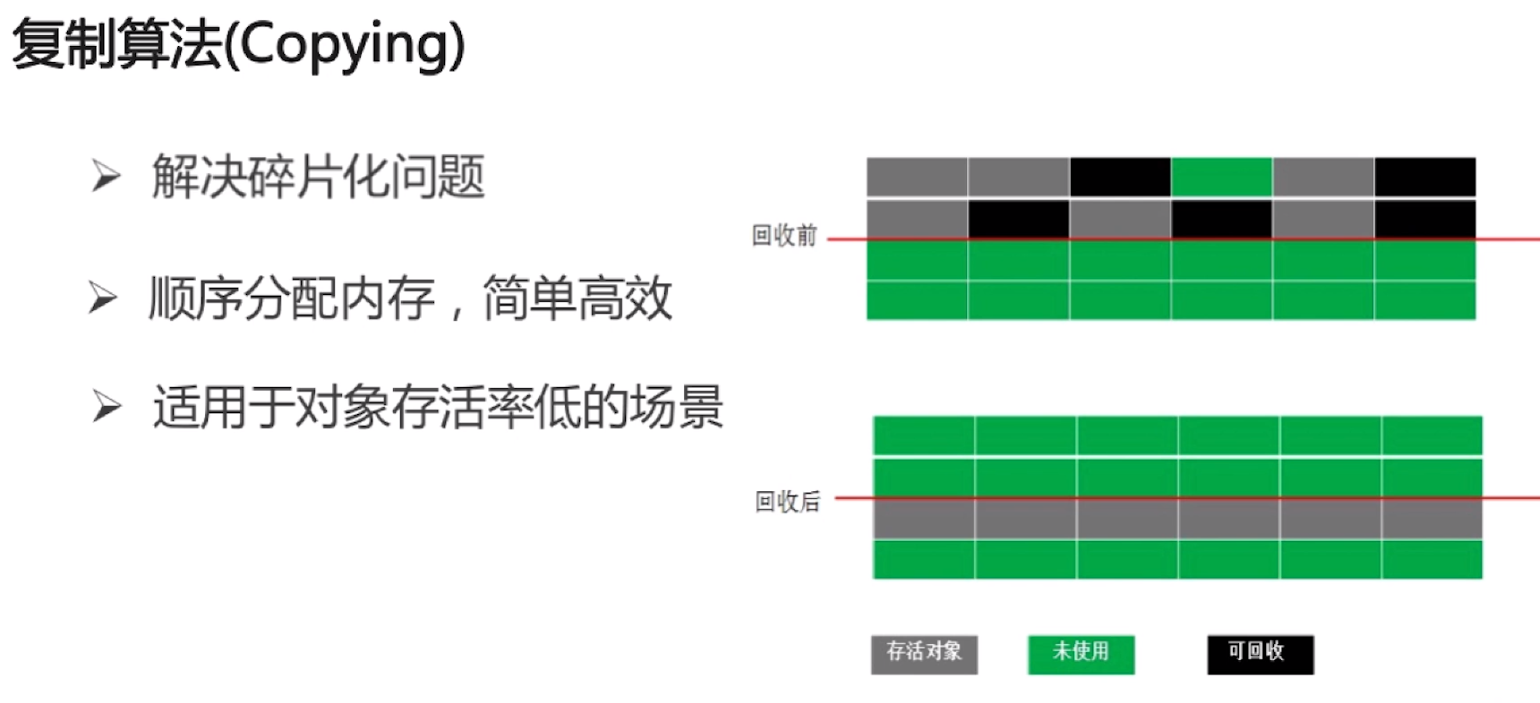 复制算法(Copying)
解决碎片化问题
顺序分配内存，简单高效
适用于对象存活率低的场景
回收前
回收后
存活对象
未使用
可回收